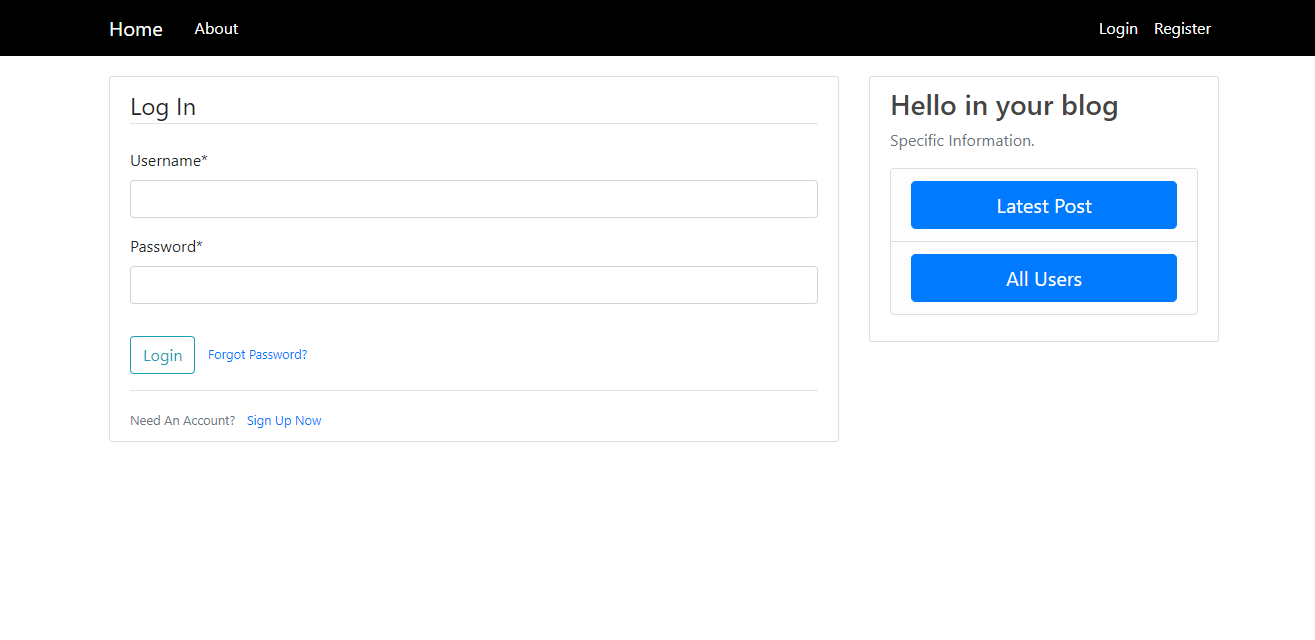 Home About Login Register
Log In
Username*
Password*
Login Forgot Password?
Need An Account? Sign Up Now
Hello in your blog
Specific Information.
Latest Post
All Users